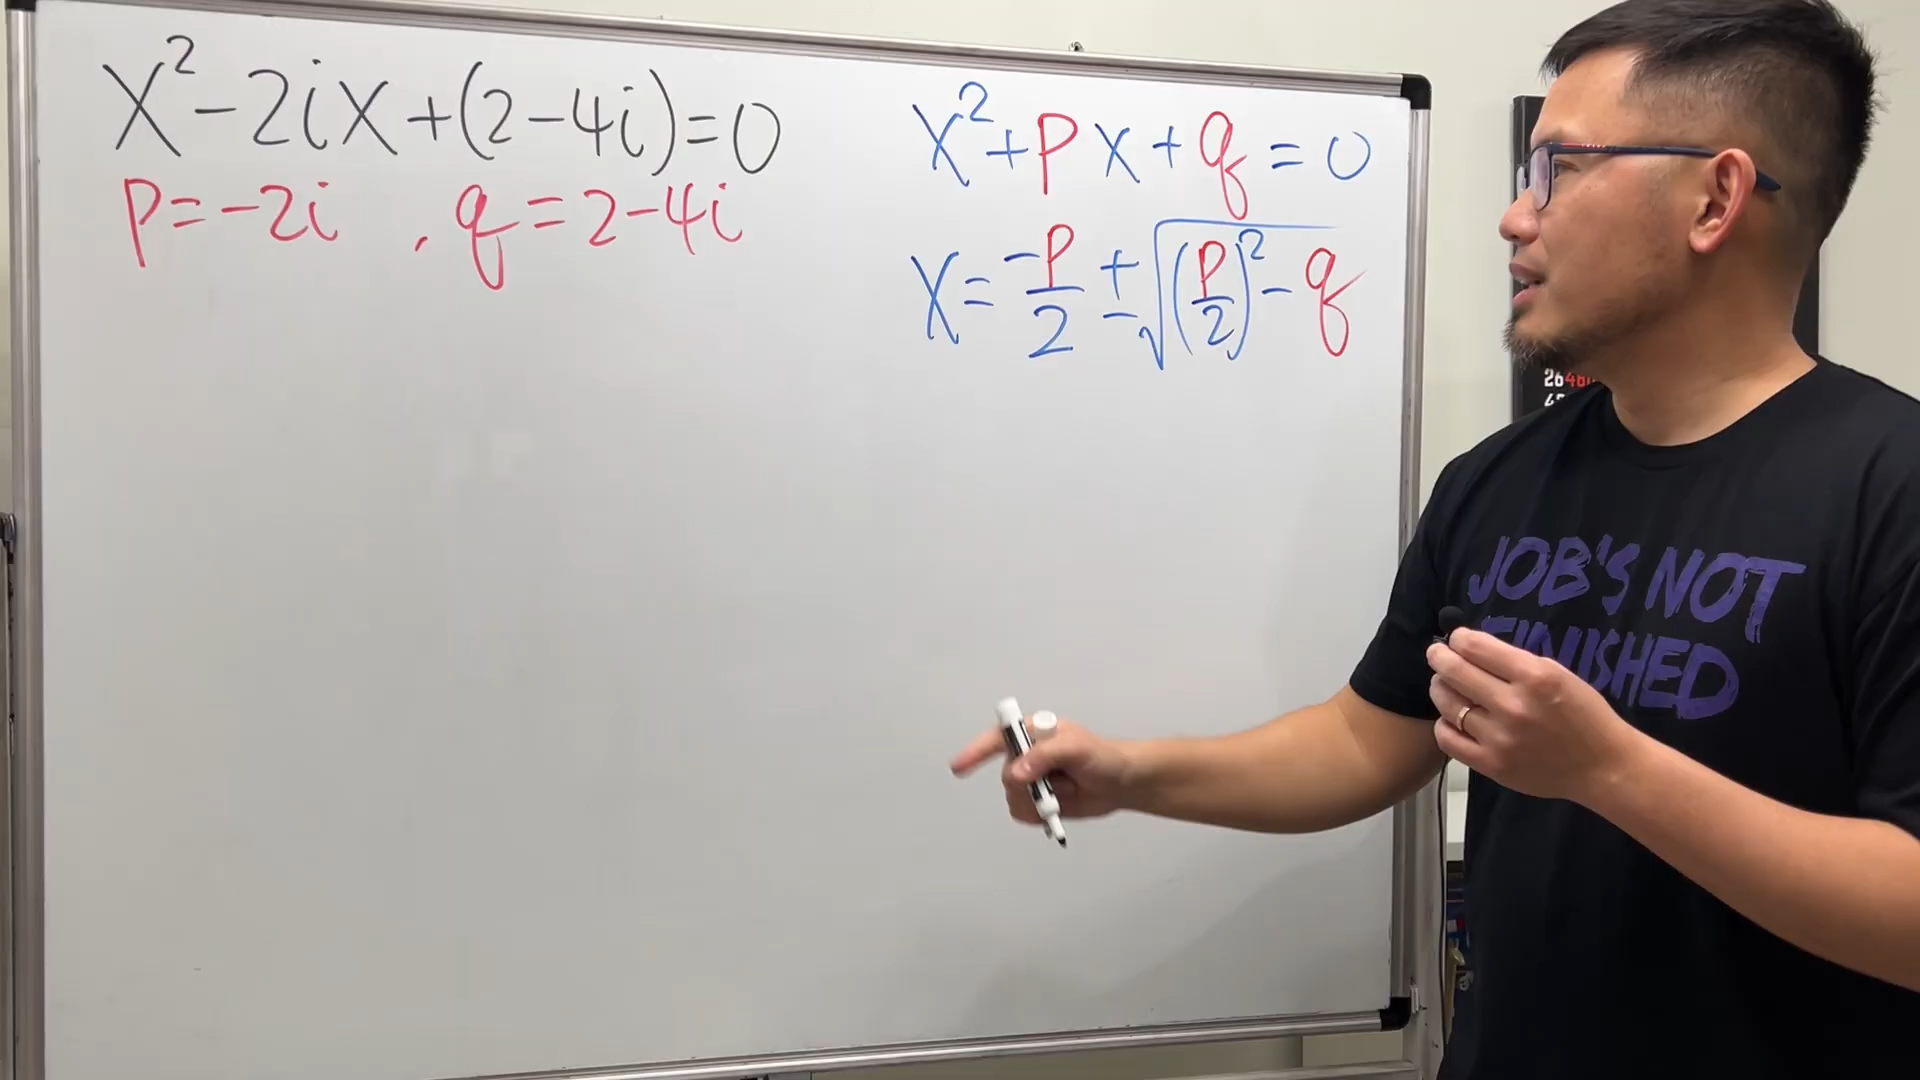 x² - 2ix + (2-4i) = 0
p = -2i , q = 2-4i
x² + px + q = 0
x = -p/2 ± √((p/2)² - q)
JOB'S NOT
FINISHED